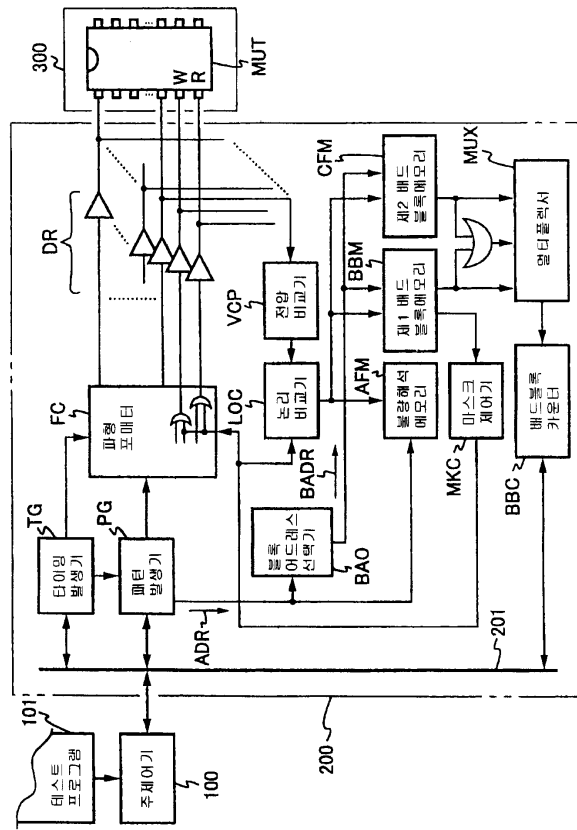 101
테스트
프로그램
주제어기
100
200
201
TG
타이밍
발생기
PG
패턴
발생기
ADR
FC
파형
포매터
DR
300
W
R
MUT
VCP
전압
비교기
LOC
논리
비교기
BADR
블록
어드레스
선택기
BAO
AFM
불량해석
메모리
BBM
제1 배드
블록메모리
CFM
제2 배드
블록메모리
MKC
마스크
제어기
MUX
멀티플렉서
BBC
배드블록
카운터